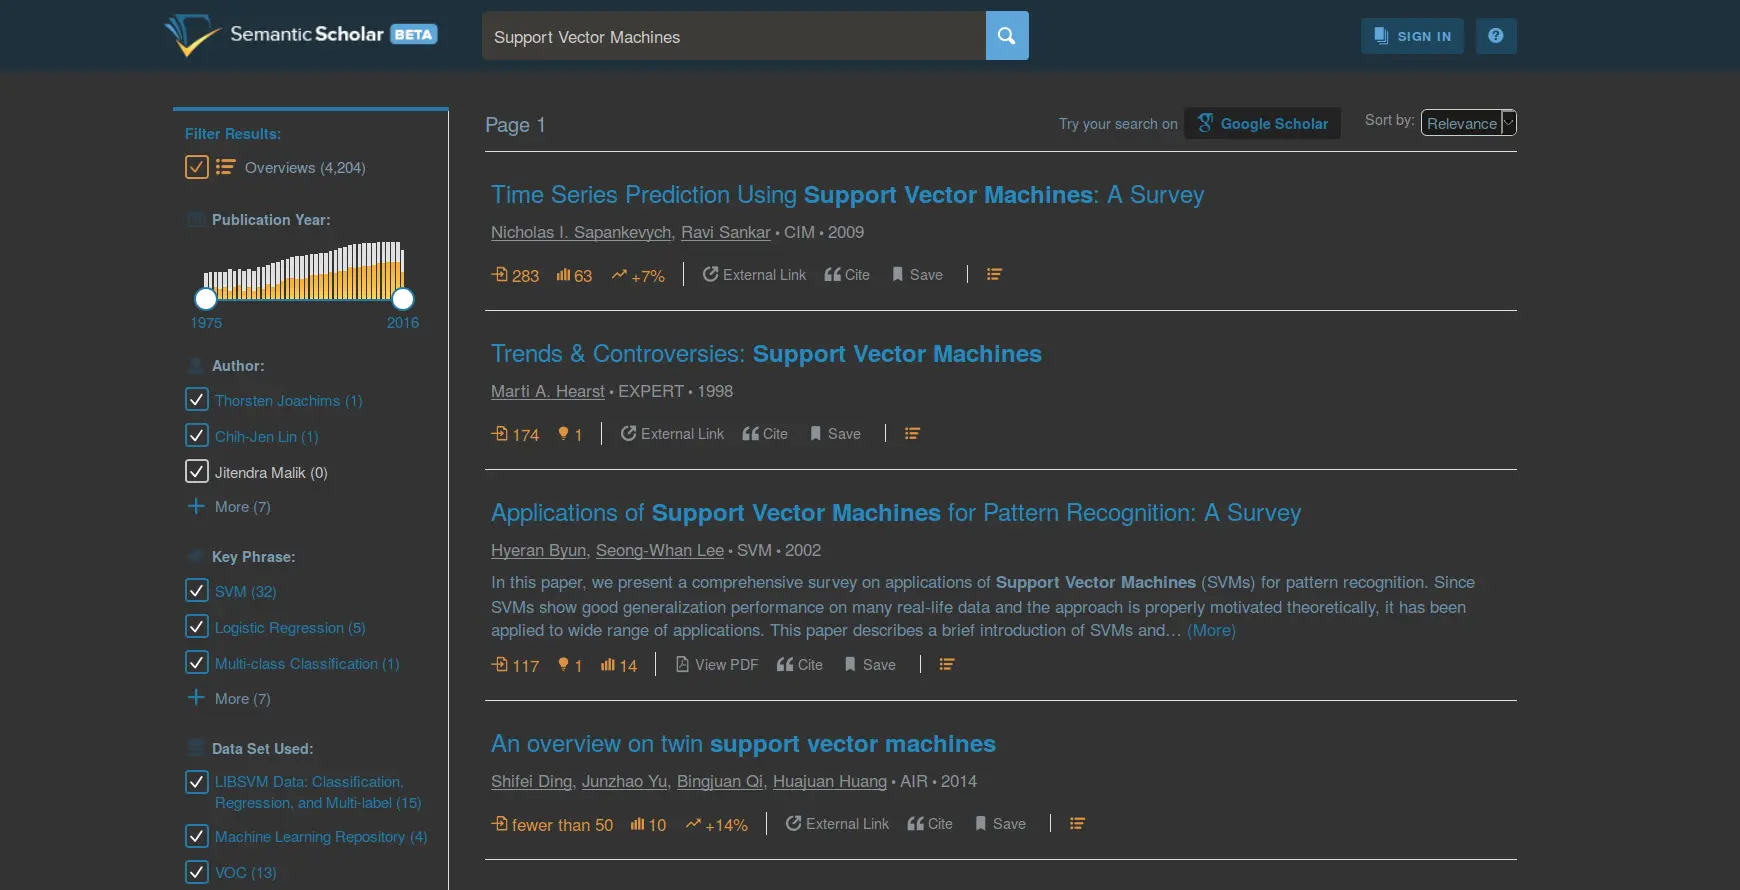 Semantic Scholar BETA
Support Vector Machines
SIGN IN
?
Filter Results:
Overviews (4,204)
Publication Year:
1975 2016
Author:
Thorsten Joachims (1)
Chih-Jen Lin (1)
Jitendra Malik (0)
More (7)
Key Phrase:
SVM (32)
Logistic Regression (5)
Multi-class Classification (1)
More (7)
Data Set Used:
LIBSVM Data: Classification,
Regression, and Multi-label (15)
Machine Learning Repository (4)
VOC (13)
Page 1
Try your search on Google Scholar
Sort by: Relevance
Time Series Prediction Using Support Vector Machines: A Survey
Nicholas I. Sapankevych, Ravi Sankar • CIM • 2009
283 63 +7% External Link Cite Save
Trends & Controversies: Support Vector Machines
Marti A. Hearst • EXPERT • 1998
174 1 External Link Cite Save
Applications of Support Vector Machines for Pattern Recognition: A Survey
Hyeran Byun, Seong-Whan Lee • SVM • 2002
In this paper, we present a comprehensive survey on applications of Support Vector Machines (SVMs) for pattern recognition. Since
SVMs show good generalization performance on many real-life data and the approach is properly motivated theoretically, it has been
applied to wide range of applications. This paper describes a brief introduction of SVMs and… (More)
117 1 14 View PDF Cite Save
An overview on twin support vector machines
Shifei Ding, Junzhao Yu, Bingjuan Qi, Huajuan Huang • AIR • 2014
fewer than 50 10 +14% External Link Cite Save